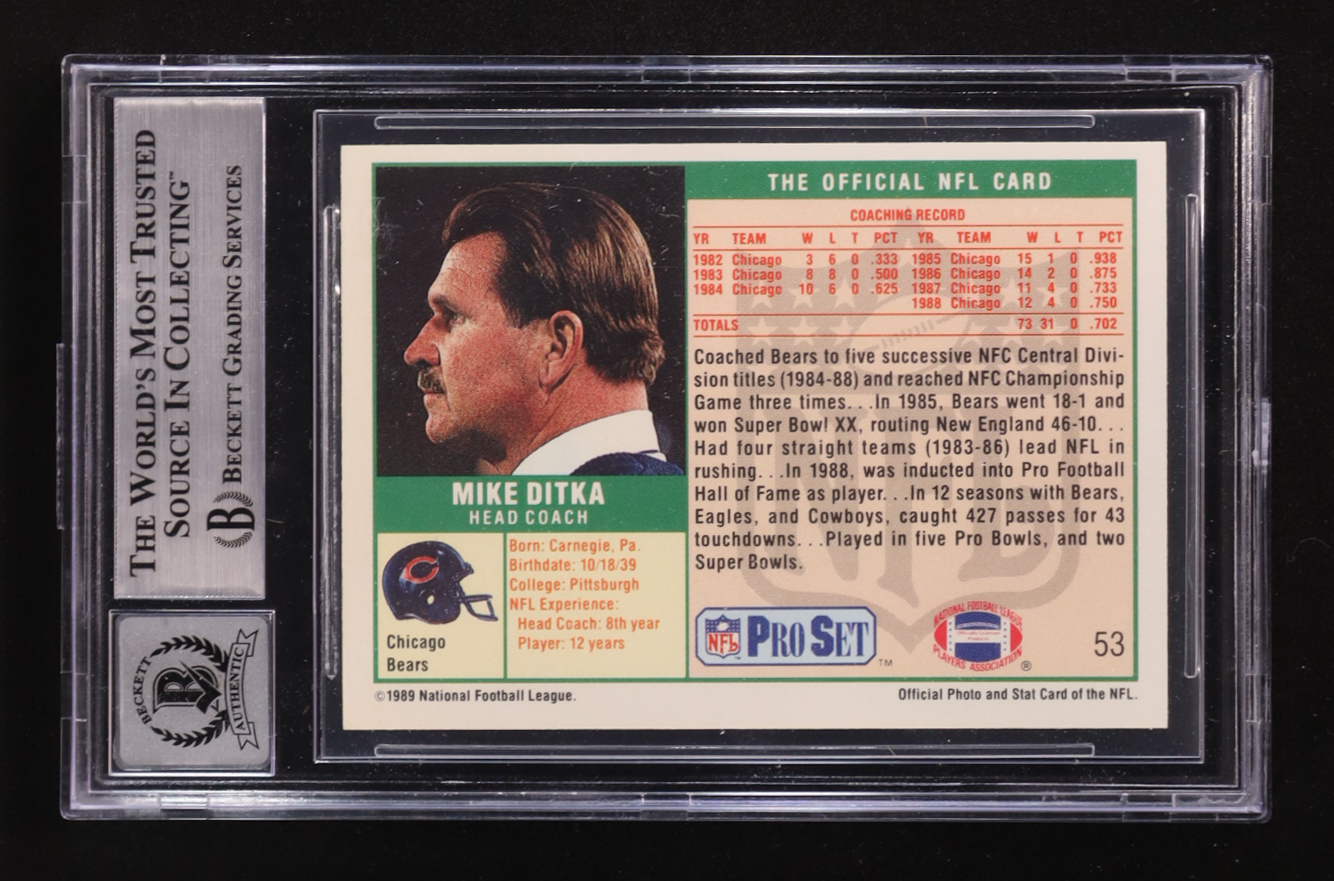 THE WORLD'S MOST TRUSTED
SOURCE IN COLLECTING™
B BECKETT GRADING SERVICES
BECKETT
AUTHENTIC
THE OFFICIAL NFL CARD
COACHING RECORD
YR TEAM W L T PCT YR TEAM W L T PCT
1982 Chicago 3 6 0 .333 1985 Chicago 15 1 0 .938
1983 Chicago 8 8 0 .500 1986 Chicago 14 2 0 .875
1984 Chicago 10 6 0 .625 1987 Chicago 11 4 0 .733
1988 Chicago 12 4 0 .750
TOTALS 73 31 0 .702
Coached Bears to five successive NFC Central Divi-
sion titles (1984-88) and reached NFC Championship
Game three times. . .In 1985, Bears went 18-1 and
won Super Bowl XX, routing New England 46-10. . .
Had four straight teams (1983-86) lead NFL in
rushing. . .In 1988, was inducted into Pro Football
Hall of Fame as player. . .In 12 seasons with Bears,
Eagles, and Cowboys, caught 427 passes for 43
touchdowns. . .Played in five Pro Bowls, and two
Super Bowls.
MIKE DITKA
HEAD COACH
Chicago
Bears
Born: Carnegie, Pa.
Birthdate: 10/18/39
College: Pittsburgh
NFL Experience:
Head Coach: 8th year
Player: 12 years
NFL PRO SET ™
NATIONAL FOOTBALL LEAGUE
Officially Licensed
Products
PLAYERS ASSOCIATION ®
53
©1989 National Football League.
Official Photo and Stat Card of the NFL.
NFL